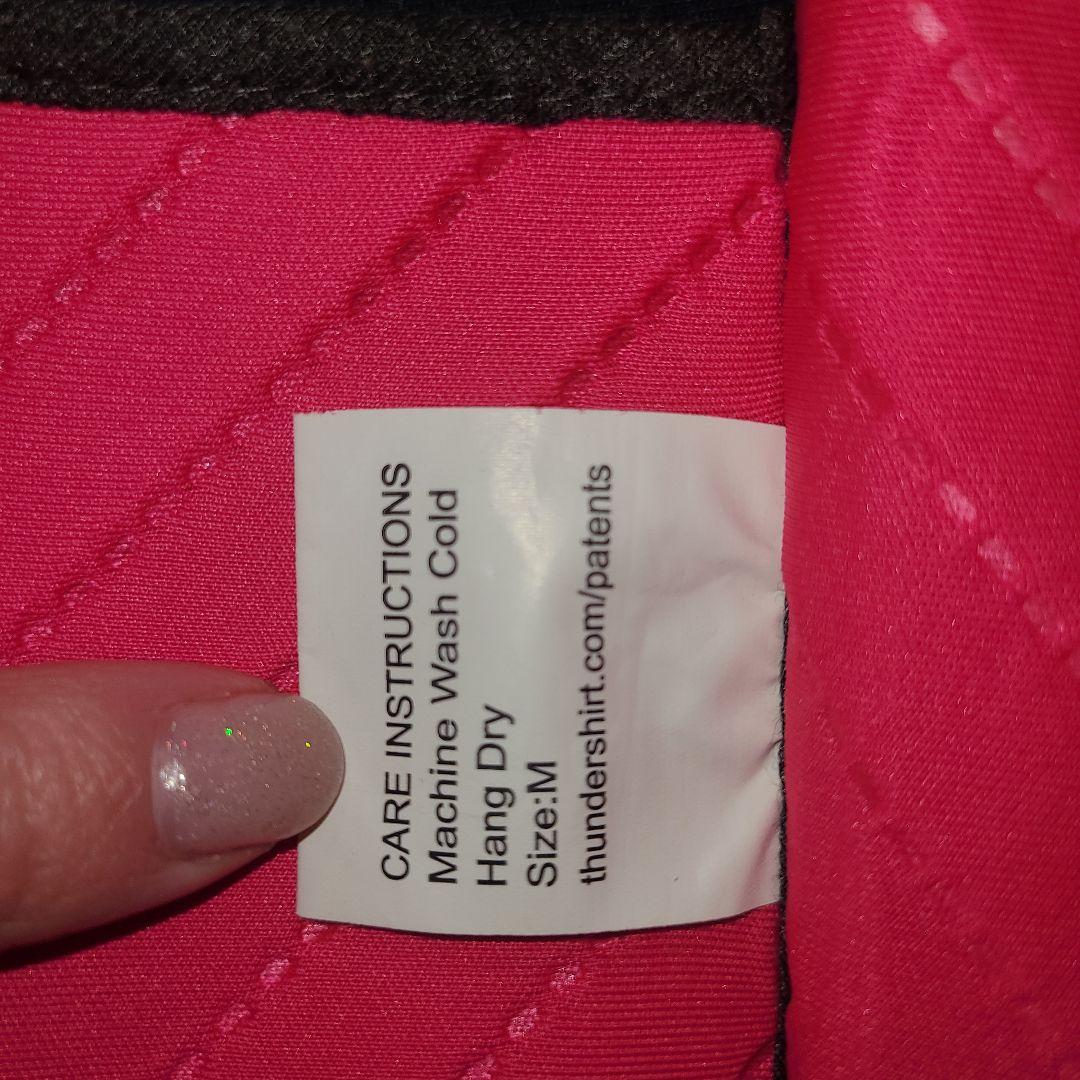 CARE INSTRUCTIONS
Machine Wash Cold
Hang Dry
Size:M
thundershirt.com/patents